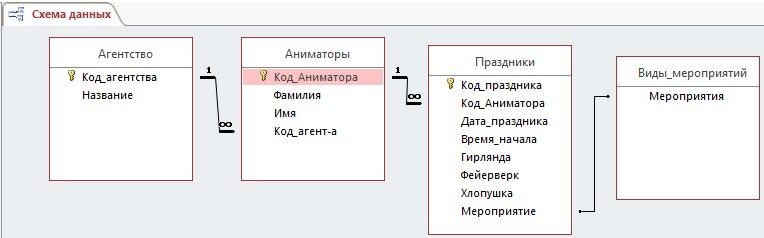 Схема данных
Агентство
Код_агентства
Название
1
∞
Аниматоры
Код_Аниматора
Фамилия
Имя
Код_агент-а
1
∞
Праздники
Код_праздника
Код_Аниматора
Дата_праздника
Время_начала
Гирлянда
Фейерверк
Хлопушка
Мероприятие
Виды_мероприятий
Мероприятия